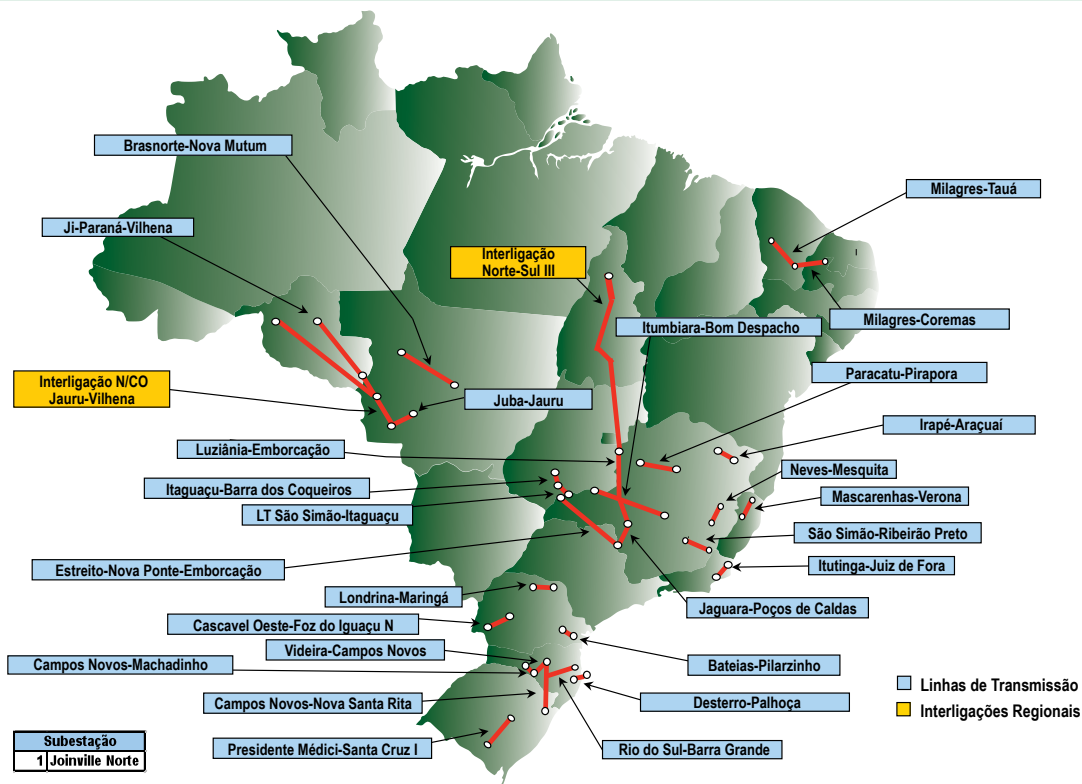 Brasnorte-Nova Mutum
Milagres-Tauá
Ji-Paraná-Vilhena
Interligação
Norte-Sul III
Milagres-Coremas
Itumbiara-Bom Despacho
Paracatu-Pirapora
Interligação N/CO
Jauru-Vilhena
Juba-Jauru
Irapé-Araçuaí
Luziânia-Emborcação
Neves-Mesquita
Itaguaçu-Barra dos Coqueiros
Mascarenhas-Verona
LT São Simão-Itaguaçu
São Simão-Ribeirão Preto
Estreito-Nova Ponte-Emborcação
Itutinga-Juiz de Fora
Londrina-Maringá
Jaguara-Poços de Caldas
Cascavel Oeste-Foz do Iguaçu N
Videira-Campos Novos
Campos Novos-Machadinho
Bateias-Pilarzinho
Linhas de Transmissão
Campos Novos-Nova Santa Rita
Desterro-Palhoça
Interligações Regionais
Presidente Médici-Santa Cruz I
Rio do Sul-Barra Grande
Subestação
1 Joinville Norte